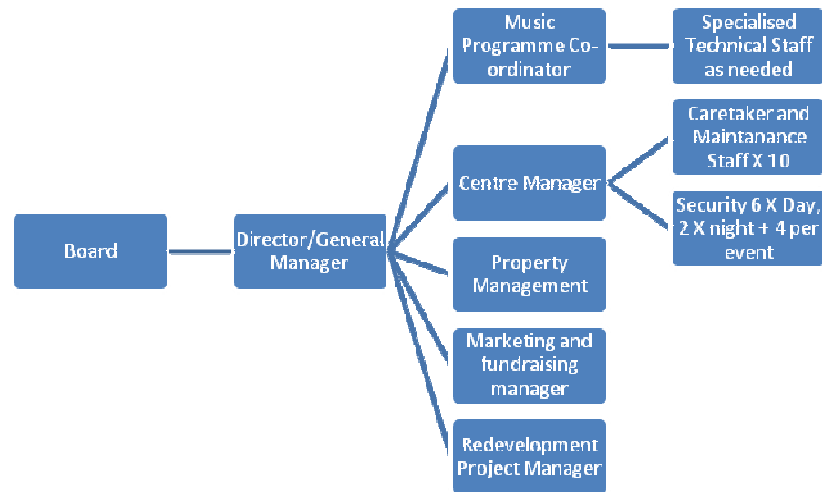 Music
Programme Co-
ordinator
Specialised
Technical Staff
as needed
Caretaker and
Maintanance
Staff X 10
Centre Manager
Security 6 X Day,
2 X night + 4 per
event
Board
Director/General
Manager
Property
Management
Marketing and
fundraising
manager
Redevelopment
Project Manager